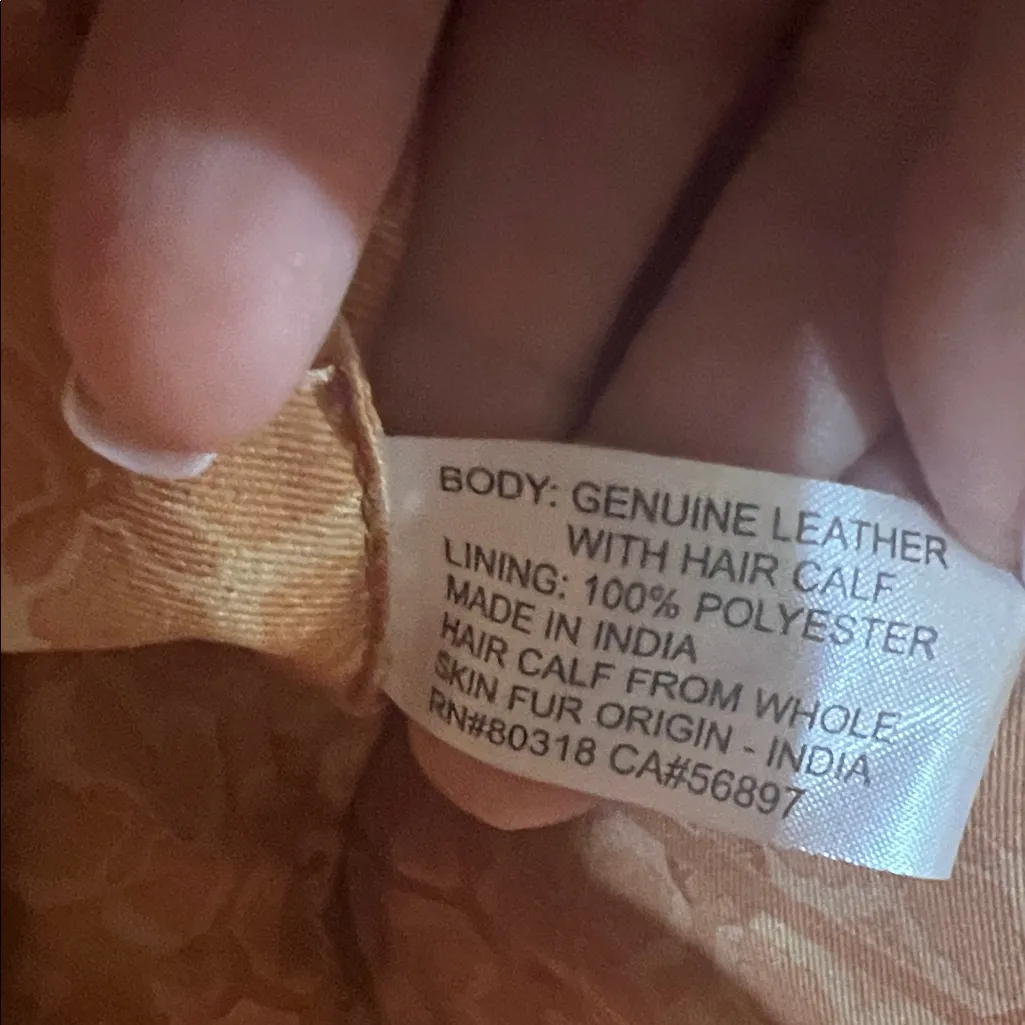 BODY: GENUINE LEATHER
WITH HAIR CALF
LINING: 100% POLYESTER
MADE IN INDIA
HAIR CALF FROM WHOLE
SKIN FUR ORIGIN - INDIA
RN#80318 CA#56897